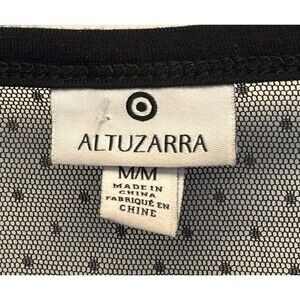 ALTUZARRA
M/M
MADE IN
CHINA
FABRIQUÉ EN
CHINE